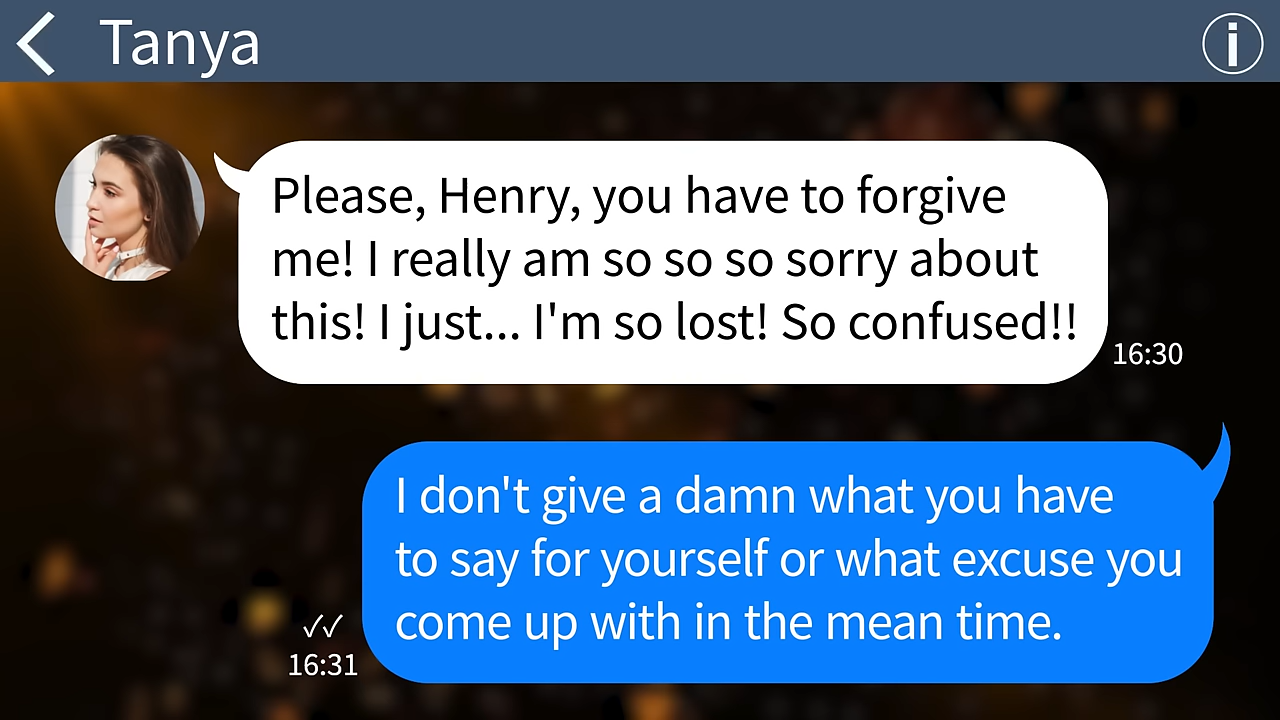 Tanya
Please, Henry, you have to forgive
me! I really am so so so sorry about
this! I just... I'm so lost! So confused!!
16:30
I don't give a damn what you have
to say for yourself or what excuse you
come up with in the mean time.
16:31